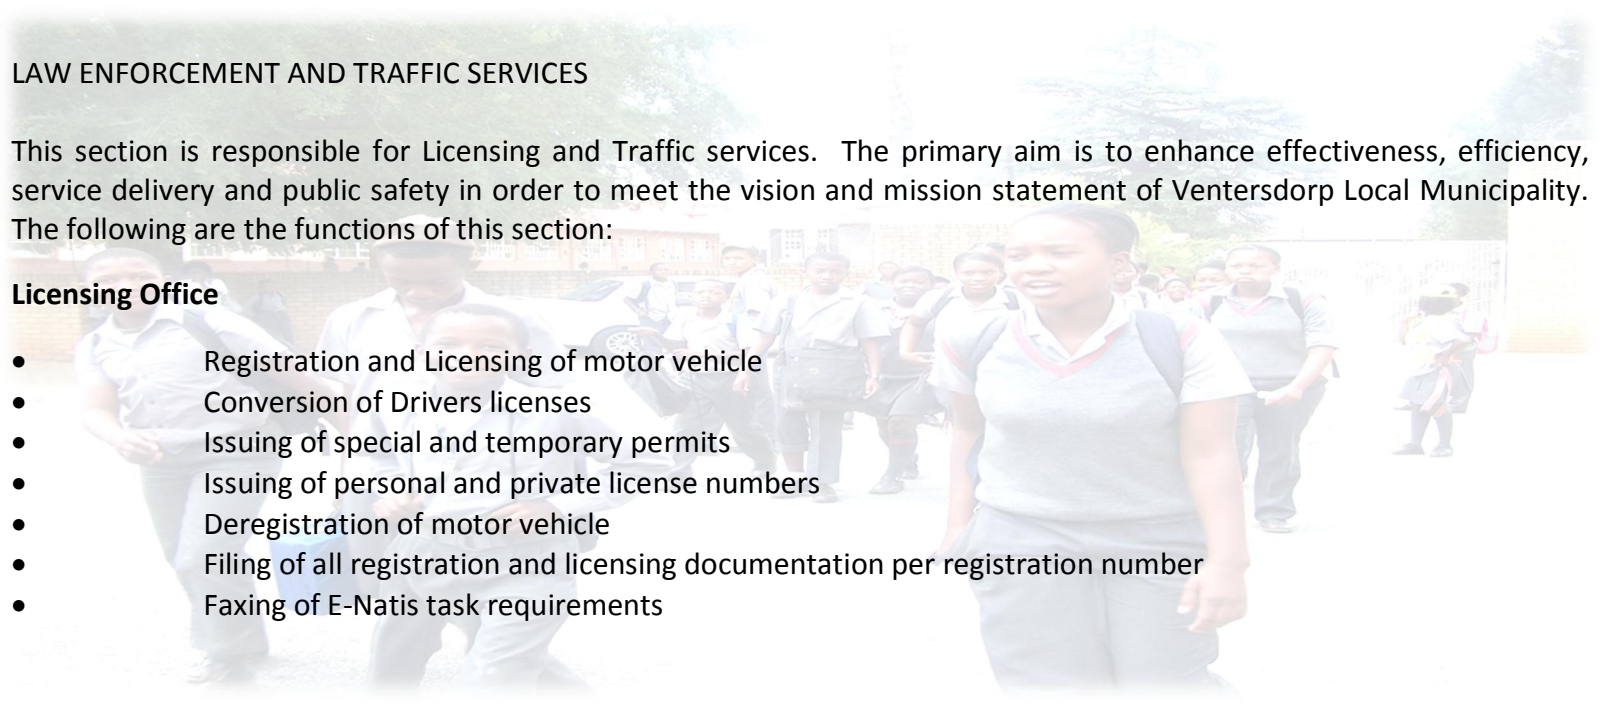 LAW ENFORCEMENT AND TRAFFIC SERVICES
This section is responsible for Licensing and Traffic services.  The primary aim is to enhance effectiveness, efficiency,
service delivery and public safety in order to meet the vision and mission statement of Ventersdorp Local Municipality.
The following are the functions of this section:
Licensing Office
• Registration and Licensing of motor vehicle
• Conversion of Drivers licenses
• Issuing of special and temporary permits
• Issuing of personal and private license numbers
• Deregistration of motor vehicle
• Filing of all registration and licensing documentation per registration number
• Faxing of E-Natis task requirements